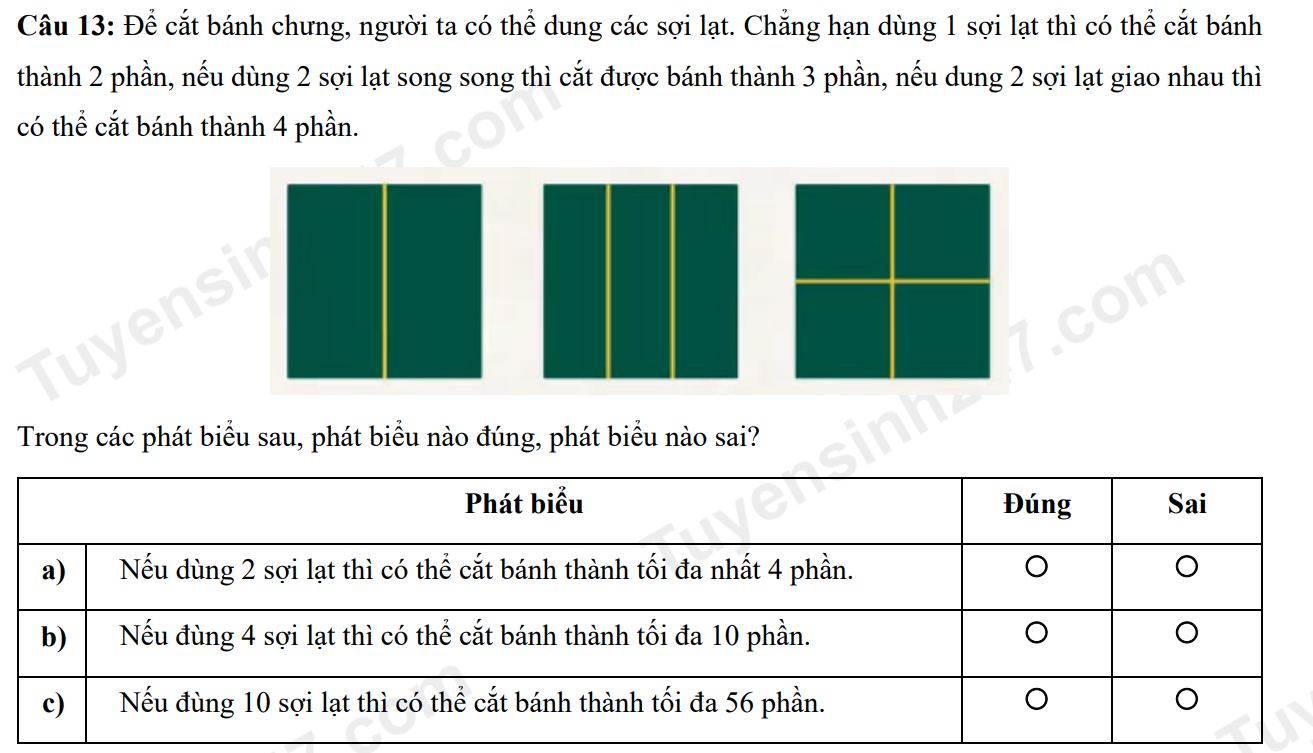 Câu 13: Để cắt bánh chưng, người ta có thể dung các sợi lạt. Chẳng hạn dùng 1 sợi lạt thì có thể cắt bánh
thành 2 phần, nếu dùng 2 sợi lạt song song thì cắt được bánh thành 3 phần, nếu dung 2 sợi lạt giao nhau thì
có thể cắt bánh thành 4 phần.
Trong các phát biểu sau, phát biểu nào đúng, phát biểu nào sai?
Phát biểu Đúng Sai
a) Nếu dùng 2 sợi lạt thì có thể cắt bánh thành tối đa nhất 4 phần.
b) Nếu đùng 4 sợi lạt thì có thể cắt bánh thành tối đa 10 phần.
c) Nếu đùng 10 sợi lạt thì có thể cắt bánh thành tối đa 56 phần.